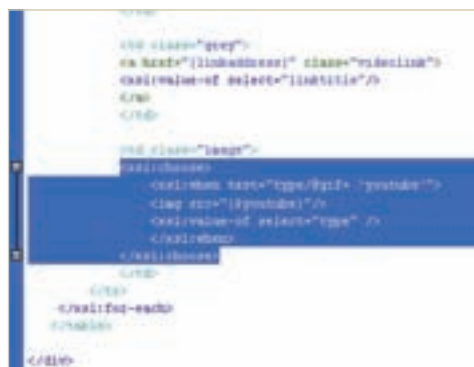 </td>
<td class="grey">
<a href="{linkaddress}" class="videolink">
<xsl:value-of select="linktitle"/>
</a>
</td>
<td class="image">
<xsl:choose>
<xsl:when test="type/@gif= 'youtube'">
<img src="{@youtube}"/>
<xsl:value-of select="type" />
</xsl:when>
</xsl:choose>
</td>
</tr>
</xsl:for-each>
</table>
</div>